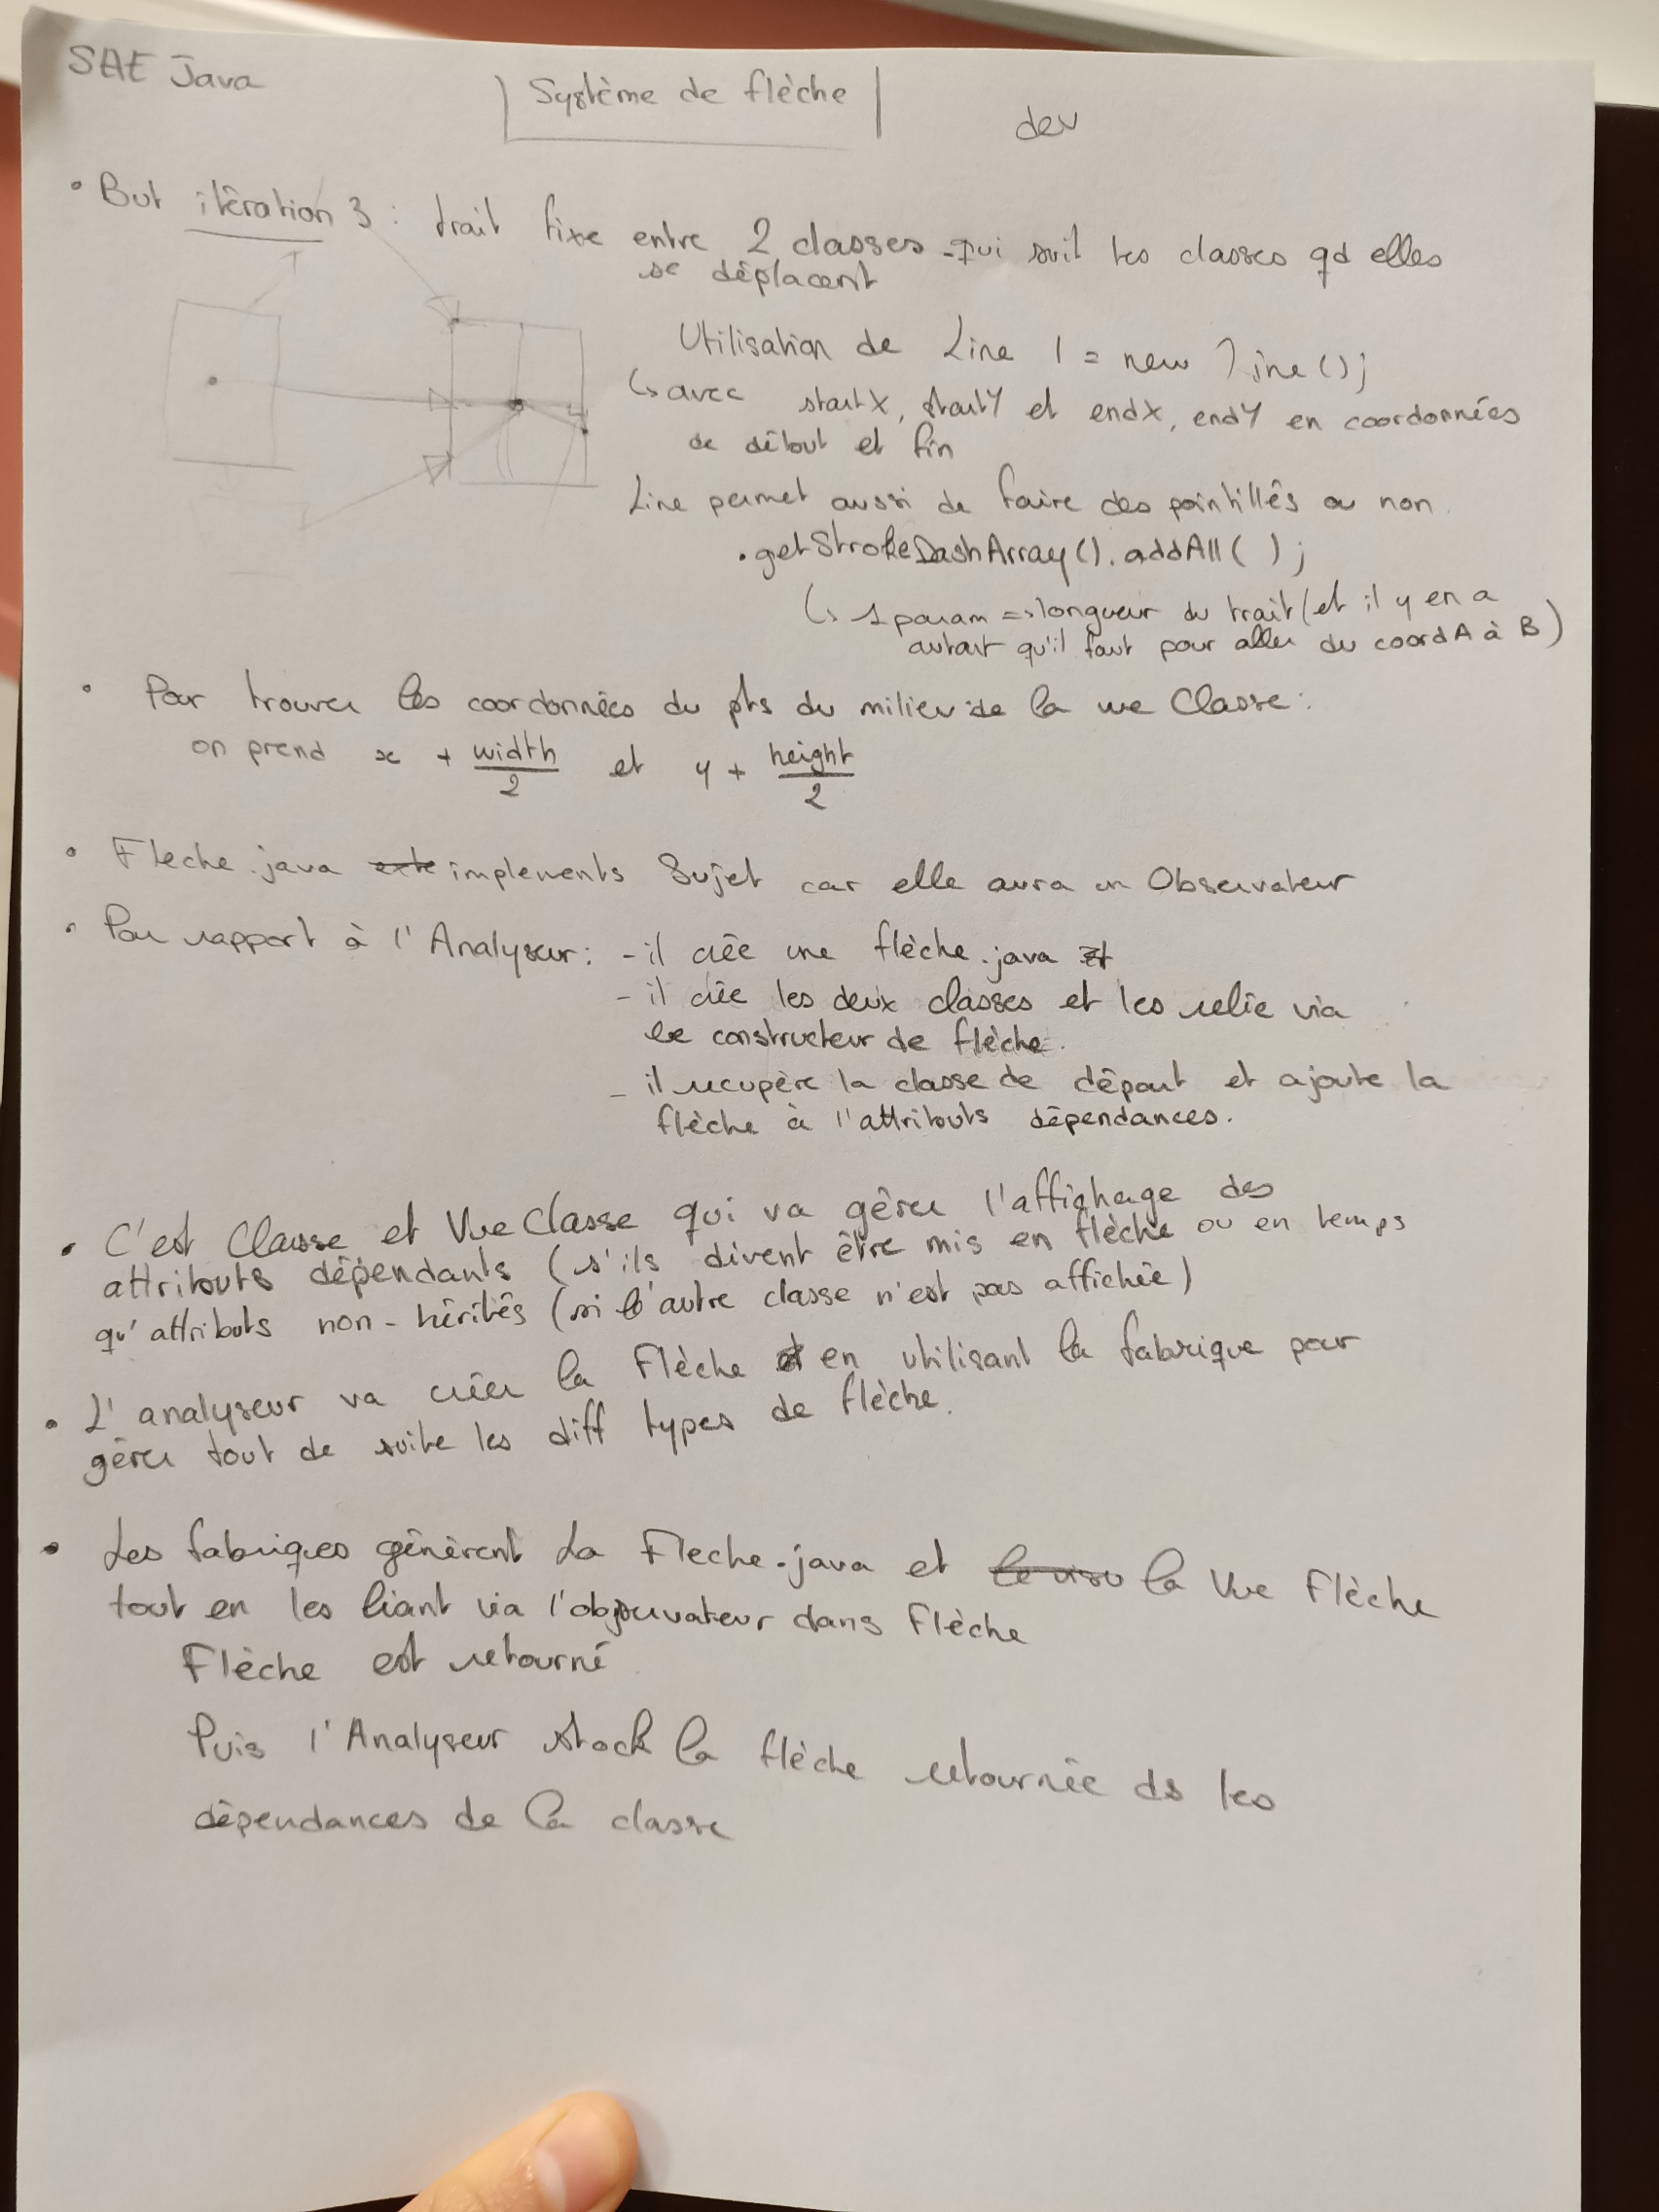 SAE Java
Système de flèche
dev
• But itération 3 : trait fixe entre 2 classes qui suit les classes qd elles
se déplacent
Utilisation de Line l = new line();
↳ avec startX, startY et endX, endY en coordonnées
de début et fin
Line permet aussi de faire des pointillés ou non
.getStrokeDashArray().addAll( );
↳ 1 param => longueur du trait (et il y en a
autant qu'il faut pour aller du coord A à B)
• Pour trouver les coordonnées du pts du milieu de la vue Classe :
on prend x + width/2 et y + height/2
• Fleche.java implements Sujet car elle aura un Observateur
• Par rapport à l'Analyseur : - il crée une flèche.java
- il crée les deux classes et les relie via
le constructeur de flèche.
- il récupère la classe de départ et ajoute la
flèche à l'attributs dépendances.
• C'est Classe et VueClasse qui va gérer l'affichage des
attributs dépendants (s'ils divent être mis en flèche ou en temps
qu'attributs non-hérités (si l'autre classe n'est pas affichée)
• L'analyseur va créer la Flèche en utilisant la fabrique pour
gérer tout de suite les diff types de flèche.
• Les fabriques génèrent la Fleche.java et la Vue Flèche
tout en les liant via l'observateur dans Flèche
Flèche est retourné
Puis l'Analyseur stock la flèche retournée ds les
dépendances de la classe